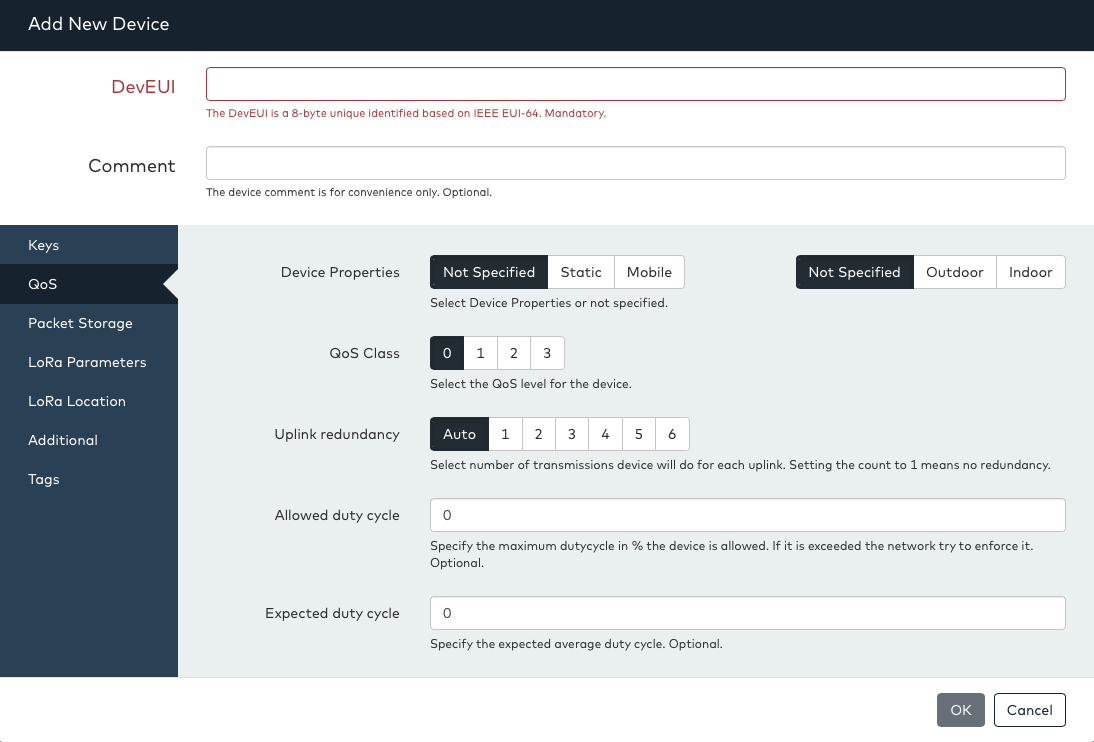 Add New Device
DevEUI
The DevEUI is a 8-byte unique identified based on IEEE EUI-64. Mandatory.
Comment
The device comment is for convenience only. Optional.
Keys
QoS
Packet Storage
LoRa Parameters
LoRa Location
Additional
Tags
Device Properties Not Specified Static Mobile Not Specified Outdoor Indoor
Select Device Properties or not specified.
QoS Class 0 1 2 3
Select the QoS level for the device.
Uplink redundancy Auto 1 2 3 4 5 6
Select number of transmissions device will do for each uplink. Setting the count to 1 means no redundancy.
Allowed duty cycle 0
Specify the maximum dutycycle in % the device is allowed. If it is exceeded the network try to enforce it.
Optional.
Expected duty cycle 0
Specify the expected average duty cycle. Optional.
OK Cancel